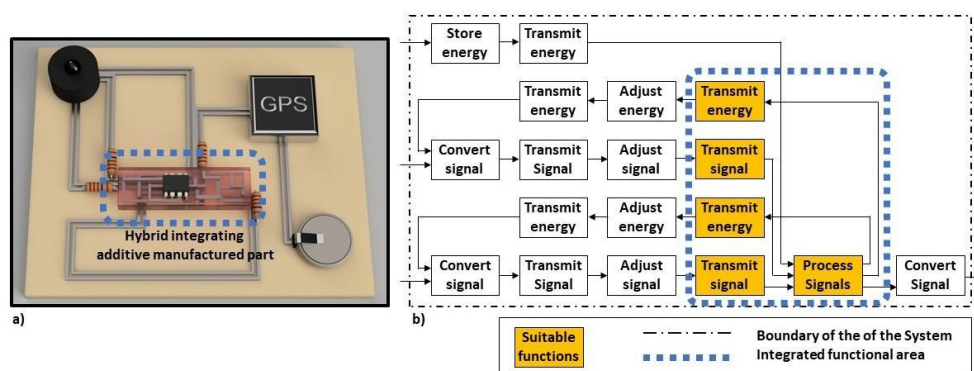 GPS
Hybrid integrating
additive manufactured part
a)
Store
energy
Transmit
energy
Transmit
energy
Adjust
energy
Transmit
energy
Convert
signal
Transmit
Signal
Adjust
signal
Transmit
signal
Transmit
energy
Adjust
energy
Transmit
energy
Convert
signal
Transmit
Signal
Adjust
signal
Transmit
signal
Process
Signals
Convert
Signal
b)
Suitable
functions
Boundary of the of the System
Integrated functional area